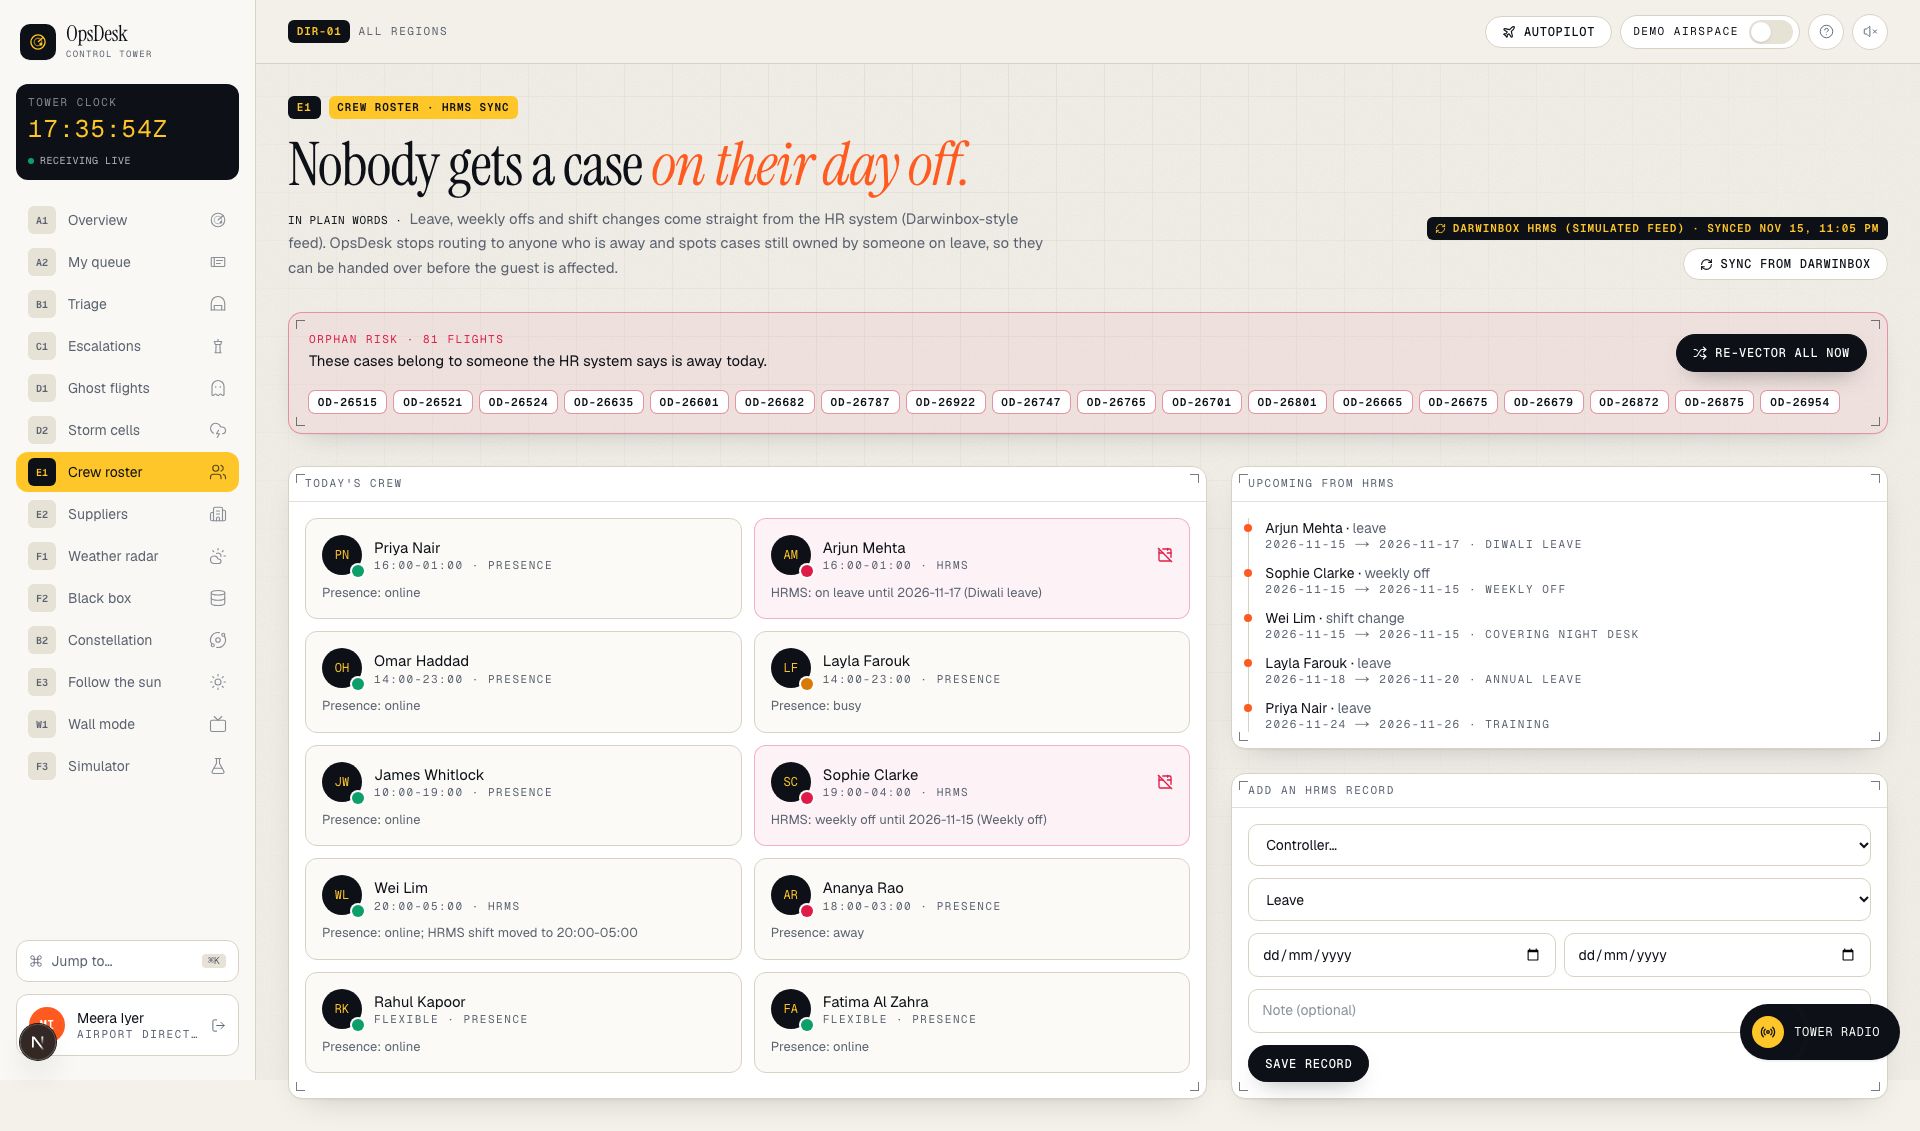 OpsDesk
CONTROL TOWER
TOWER CLOCK
17:35:54Z
RECEIVING LIVE
A1 Overview
A2 My queue
B1 Triage
C1 Escalations
D1 Ghost flights
D2 Storm cells
E1 Crew roster
E2 Suppliers
F1 Weather radar
F2 Black box
B2 Constellation
E3 Follow the sun
W1 Wall mode
F3 Simulator
⌘ Jump to... ⌘K
Meera Iyer
AIRPORT DIRECT...
N
DIR-01 ALL REGIONS
AUTOPILOT
DEMO AIRSPACE
E1 CREW ROSTER · HRMS SYNC
Nobody gets a case on their day off.
IN PLAIN WORDS · Leave, weekly offs and shift changes come straight from the HR system (Darwinbox-style
feed). OpsDesk stops routing to anyone who is away and spots cases still owned by someone on leave, so they
can be handed over before the guest is affected.
DARWINBOX HRMS (SIMULATED FEED) · SYNCED NOV 15, 11:05 PM
SYNC FROM DARWINBOX
ORPHAN RISK · 81 FLIGHTS
These cases belong to someone the HR system says is away today.
RE-VECTOR ALL NOW
OD-26515 OD-26521 OD-26524 OD-26635 OD-26601 OD-26682 OD-26787 OD-26922 OD-26747 OD-26765 OD-26701 OD-26801 OD-26665 OD-26675 OD-26679 OD-26872 OD-26875 OD-26954
TODAY'S CREW
PN Priya Nair
16:00-01:00 · PRESENCE
Presence: online
AM Arjun Mehta
16:00-01:00 · HRMS
HRMS: on leave until 2026-11-17 (Diwali leave)
OH Omar Haddad
14:00-23:00 · PRESENCE
Presence: online
LF Layla Farouk
14:00-23:00 · PRESENCE
Presence: busy
JW James Whitlock
10:00-19:00 · PRESENCE
Presence: online
SC Sophie Clarke
19:00-04:00 · HRMS
HRMS: weekly off until 2026-11-15 (Weekly off)
WL Wei Lim
20:00-05:00 · HRMS
Presence: online; HRMS shift moved to 20:00-05:00
AR Ananya Rao
18:00-03:00 · PRESENCE
Presence: away
RK Rahul Kapoor
FLEXIBLE · PRESENCE
Presence: online
FA Fatima Al Zahra
FLEXIBLE · PRESENCE
Presence: online
UPCOMING FROM HRMS
Arjun Mehta · leave
2026-11-15 → 2026-11-17 · DIWALI LEAVE
Sophie Clarke · weekly off
2026-11-15 → 2026-11-15 · WEEKLY OFF
Wei Lim · shift change
2026-11-15 → 2026-11-15 · COVERING NIGHT DESK
Layla Farouk · leave
2026-11-18 → 2026-11-20 · ANNUAL LEAVE
Priya Nair · leave
2026-11-24 → 2026-11-26 · TRAINING
ADD AN HRMS RECORD
Controller...
Leave
dd/mm/yyyy dd/mm/yyyy
Note (optional)
SAVE RECORD
TOWER RADIO